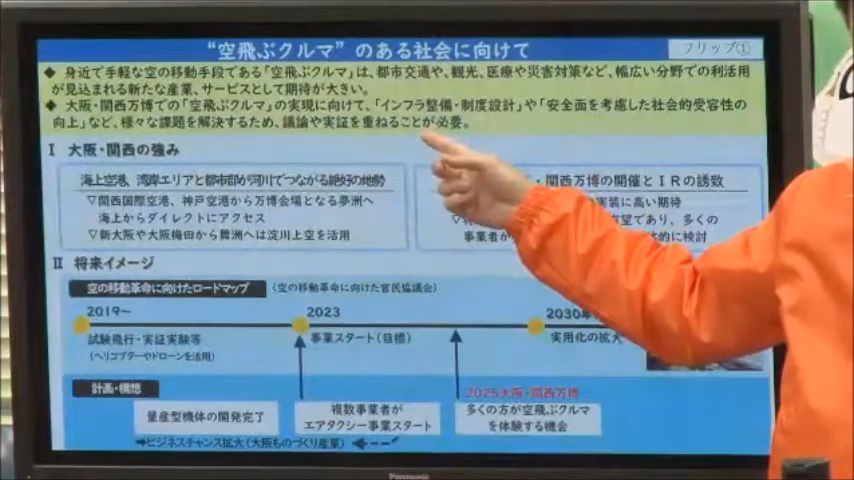 “空飛ぶクルマ”のある社会に向けて
フリップ①
◆ 身近で手軽な空の移動手段である「空飛ぶクルマ」は、都市交通や、観光、医療や災害対策など、幅広い分野での利活用
が見込まれる新たな産業、サービスとして期待が大きい。
◆ 大阪・関西万博での「空飛ぶクルマ」の実現に向けて、「インフラ整備・制度設計」や「安全面を考慮した社会的受容性の
向上」など、様々な課題を解決するため、議論や実証を重ねることが必要。
Ⅰ 大阪・関西の強み
海上空港、湾岸エリアと都市部が河川でつながる絶好の地勢
▽関西国際空港、神戸空港から万博会場となる夢洲へ
海上からダイレクトにアクセス
▽新大阪や大阪梅田から舞洲へは淀川上空を活用
・関西万博の開催とＩＲの誘致
実装に高い期待
有望であり、多くの
事業者が
的に検討
Ⅱ 将来イメージ
空の移動革命に向けたロードマップ
(空の移動革命に向けた官民協議会)
2019～
2023
2030
試験飛行・実証実験等
(ヘリコプターやドローンを活用)
事業スタート(目標)
実用化の拡大
計画・構想
2025大阪・関西万博
量産型機体の開発完了
複数事業者が
エアタクシー事業スタート
多くの方が空飛ぶクルマ
を体験する機会
➡ビジネスチャンス拡大(大阪ものづくり産業)
Panasonic